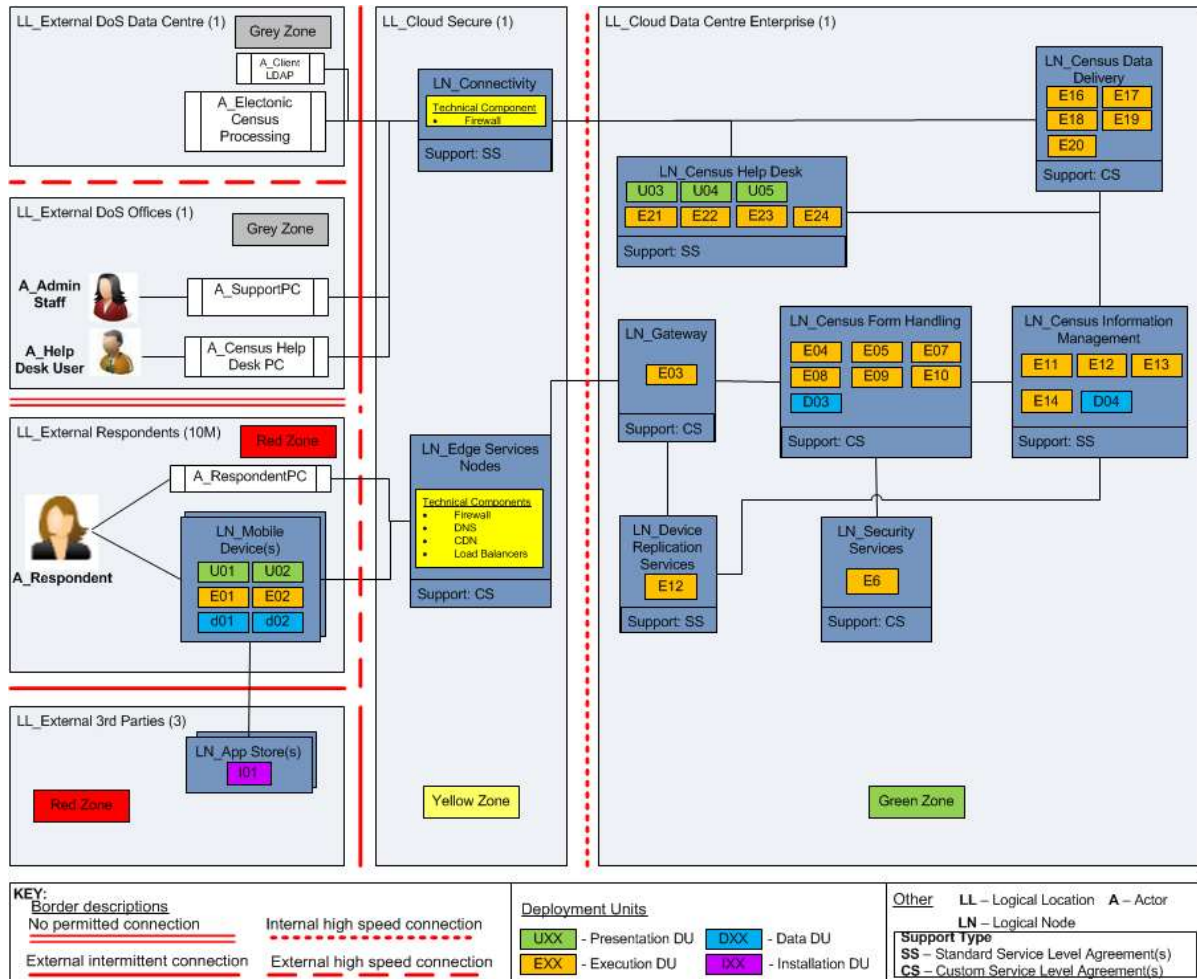 LL_External DoS Data Centre (1)
Grey Zone
A_Client
LDAP
A_Electonic
Census
Processing
LL_External DoS Offices (1)
Grey Zone
A_Admin
Staff
A_SupportPC
A_Help
Desk User
A_Census Help
Desk PC
LL_External Respondents (10M)
Red Zone
A_RespondentPC
A_Respondent
LN_Mobile
Device(s)
U01 U02
E01 E02
d01 d02
LL_External 3rd Parties (3)
LN_App Store(s)
I01
Red Zone
LL_Cloud Secure (1)
LN_Connectivity
Technical Component
• Firewall
Support: SS
LN_Edge Services
Nodes
Technical Components
• Firewall
• DNS
• CDN
• Load Balancers
Support: CS
Yellow Zone
LL_Cloud Data Centre Enterprise (1)
LN_Census Data
Delivery
E16 E17
E18 E19
E20
Support: CS
LN_Census Help Desk
U03 U04 U05
E21 E22 E23 E24
Support: SS
LN_Gateway
E03
Support: CS
LN_Census Form Handling
E04 E05 E07
E08 E09 E10
D03
Support: CS
LN_Census Information
Management
E11 E12 E13
E14 D04
Support: SS
LN_Device
Replication
Services
E12
Support: SS
LN_Security
Services
E6
Support: CS
Green Zone
KEY:
Border descriptions
No permitted connection
Internal high speed connection
External intermittent connection
External high speed connection
Deployment Units
UXX - Presentation DU
DXX - Data DU
EXX - Execution DU
IXX - Installation DU
Other LL – Logical Location A – Actor
LN – Logical Node
Support Type
SS – Standard Service Level Agreement(s)
CS – Custom Service Level Agreement(s)